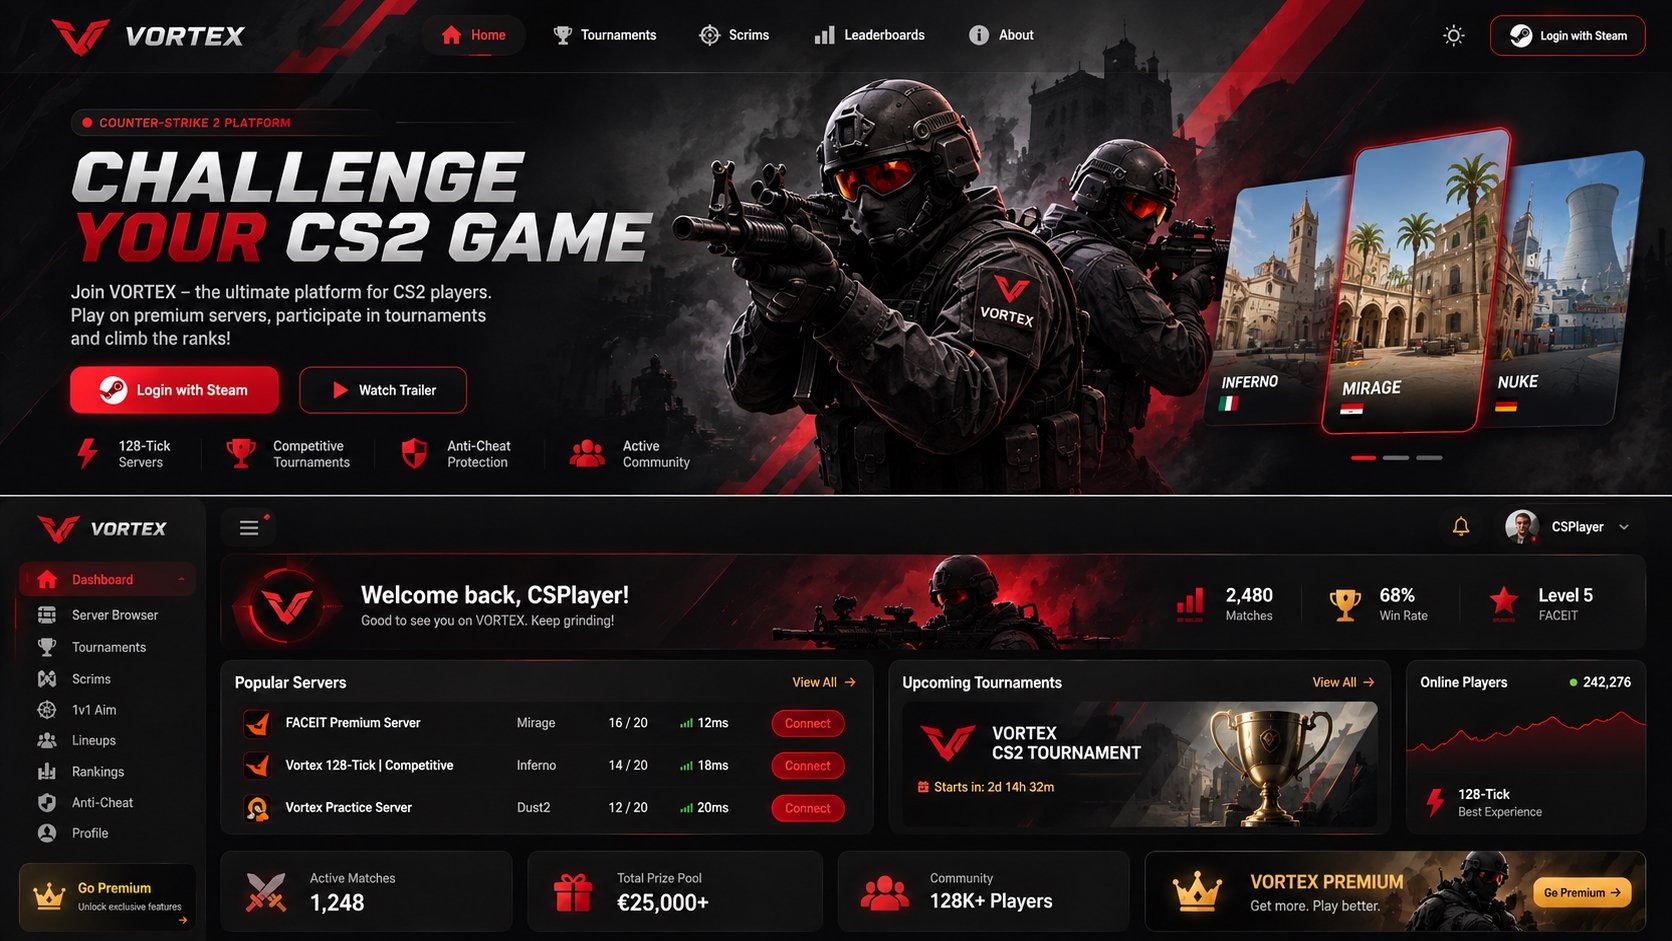 VORTEX
Home
Tournaments
Scrims
Leaderboards
About
Login with Steam
COUNTER-STRIKE 2 PLATFORM
CHALLENGE
YOUR CS2 GAME
Join VORTEX – the ultimate platform for CS2 players.
Play on premium servers, participate in tournaments
and climb the ranks!
Login with Steam
Watch Trailer
128-Tick
Servers
Competitive
Tournaments
Anti-Cheat
Protection
Active
Community
VORTEX
INFERNO
MIRAGE
NUKE
VORTEX
CSPlayer
Dashboard
Server Browser
Tournaments
Scrims
1v1 Aim
Lineups
Rankings
Anti-Cheat
Profile
Go Premium
Unlock exclusive features
Welcome back, CSPlayer!
Good to see you on VORTEX. Keep grinding!
2,480
Matches
68%
Win Rate
Level 5
FACEIT
Popular Servers
View All
FACEIT Premium Server
Mirage
16 / 20
12ms
Connect
Vortex 128-Tick | Competitive
Inferno
14 / 20
18ms
Connect
Vortex Practice Server
Dust2
12 / 20
20ms
Connect
Upcoming Tournaments
View All
VORTEX
CS2 TOURNAMENT
Starts in: 2d 14h 32m
Online Players
242,276
128-Tick
Best Experience
Active Matches
1,248
Total Prize Pool
€25,000+
Community
128K+ Players
VORTEX PREMIUM
Get more. Play better.
Ge Premium